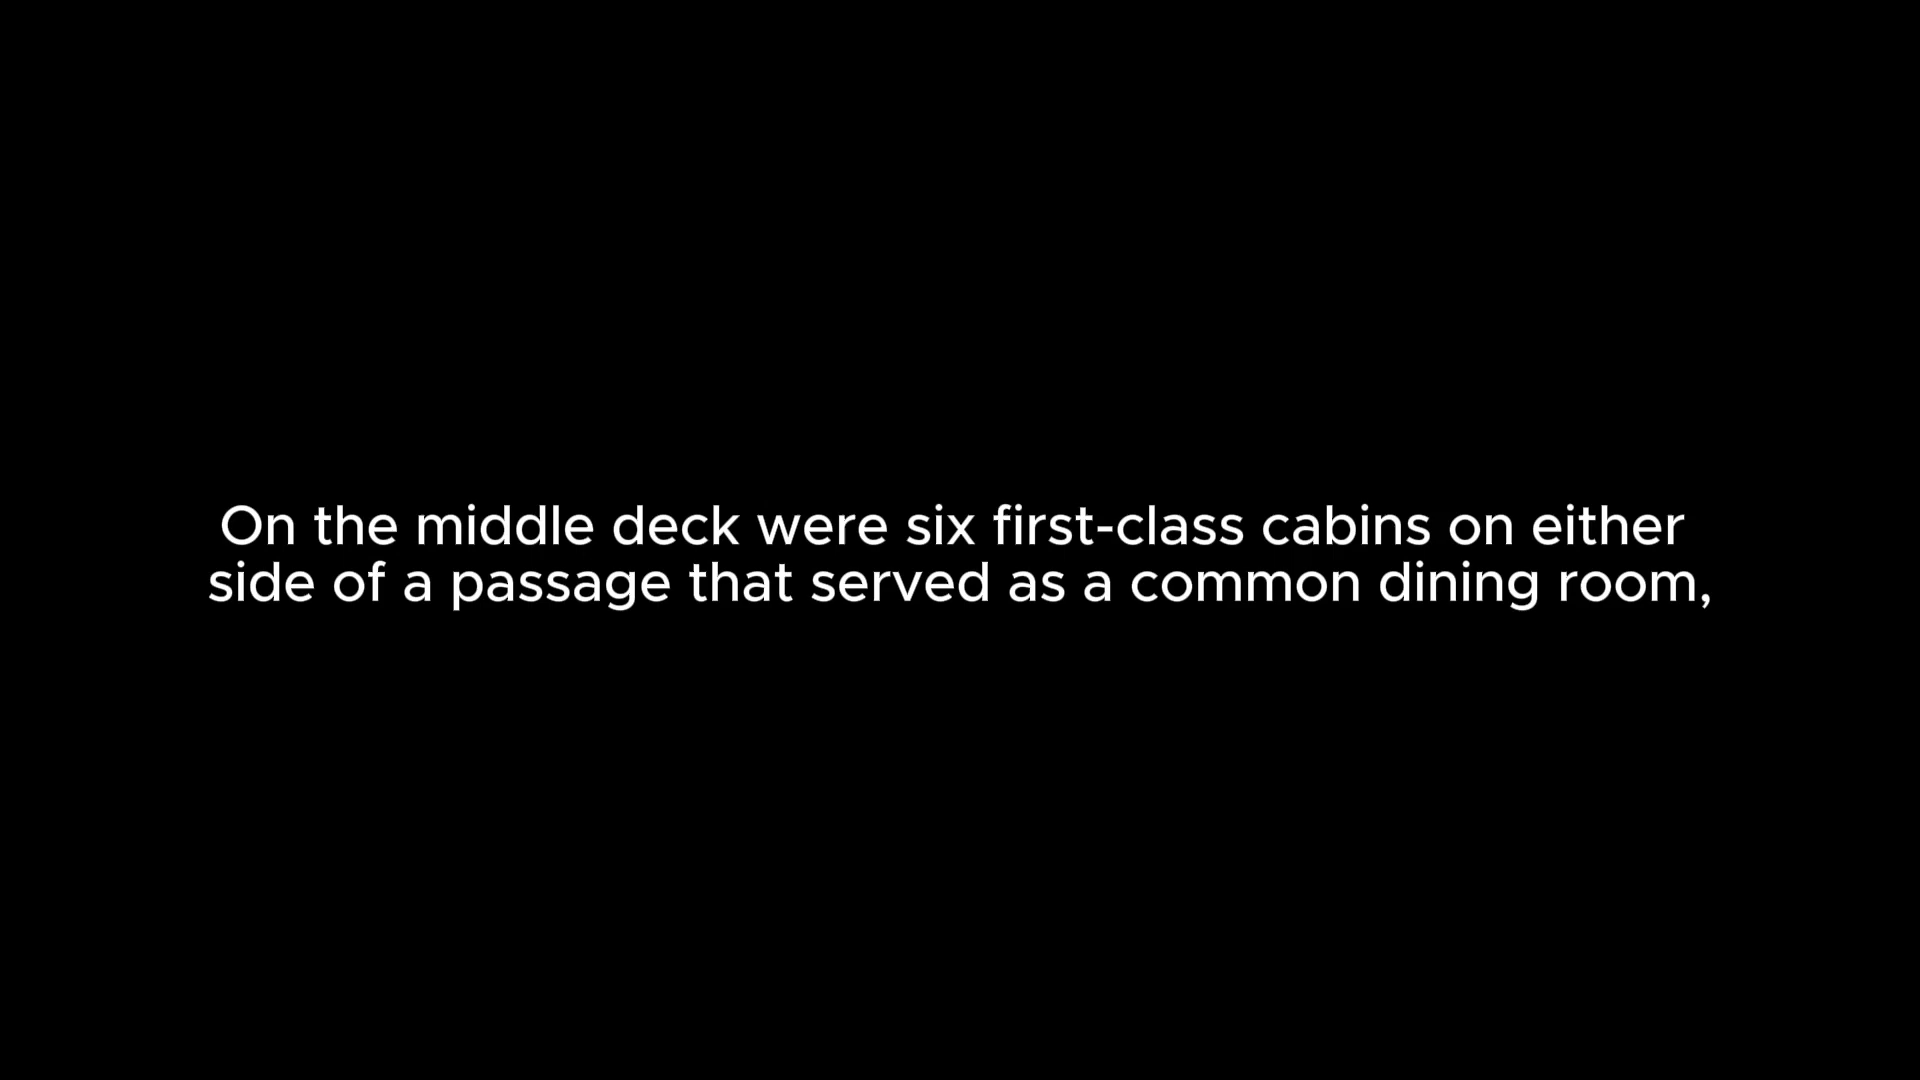 On the middle deck were six first-class cabins on either
side of a passage that served as a common dining room,